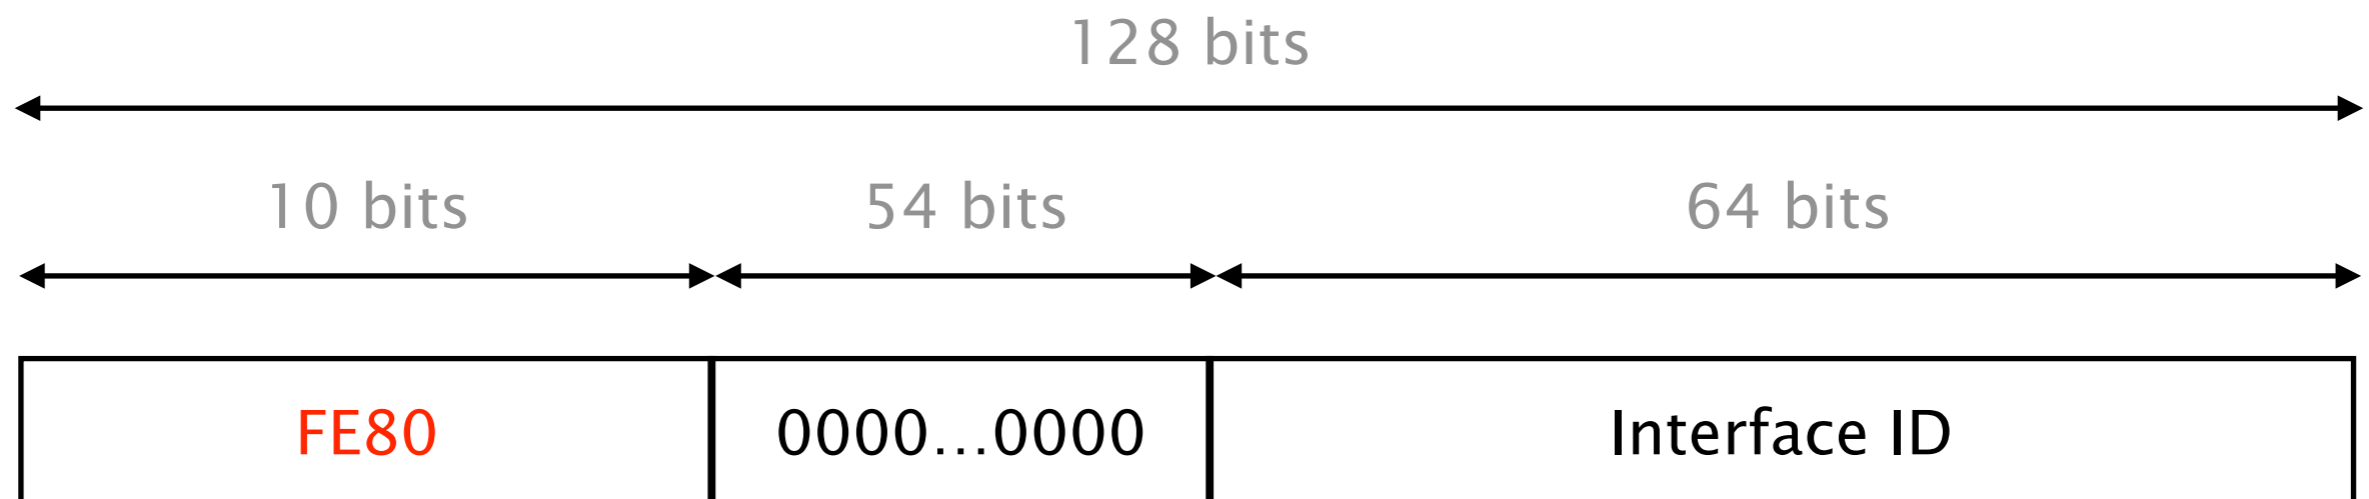 128 bits
10 bits 54 bits 64 bits
FE80 0000...0000 Interface ID